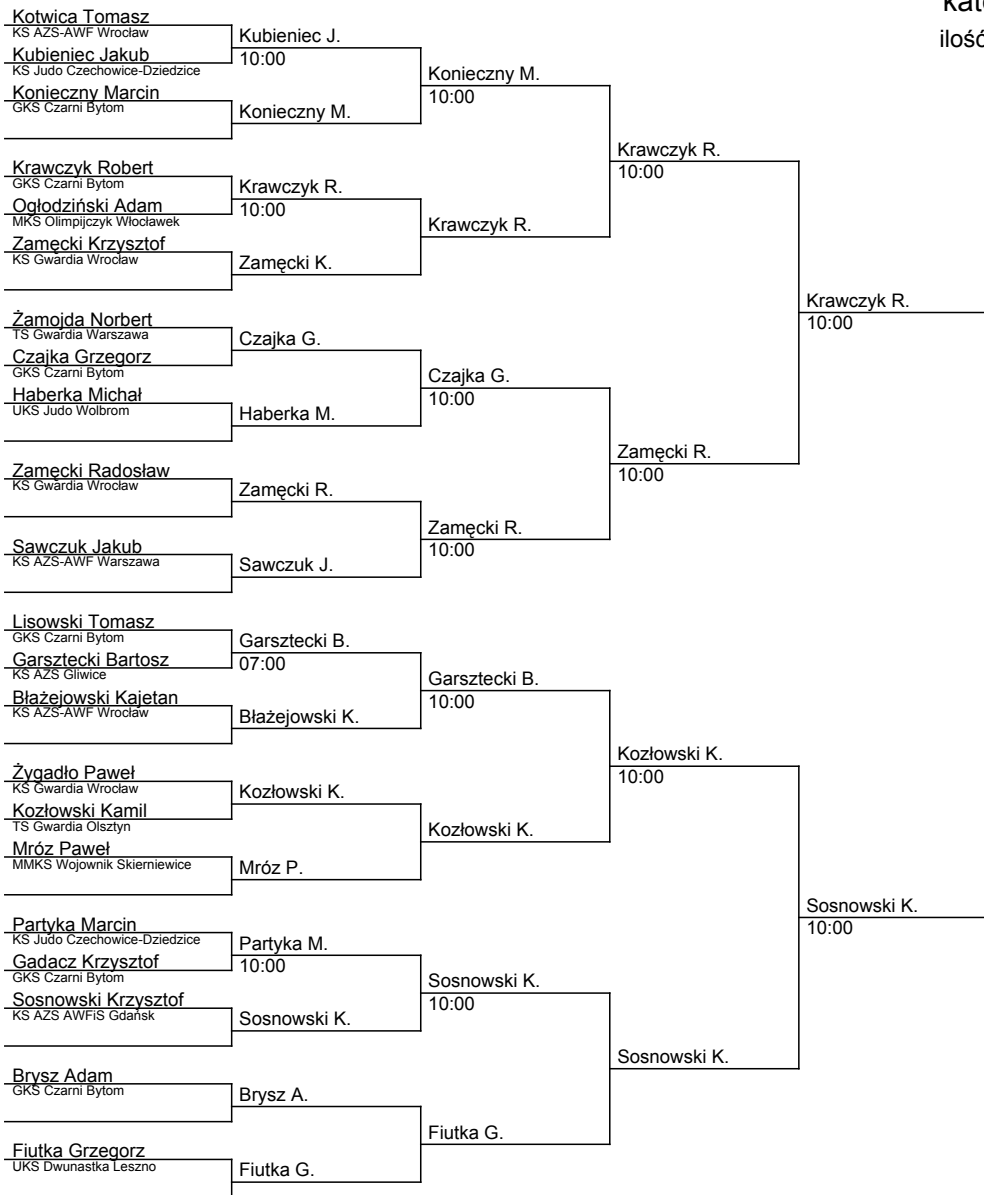 kat
ilość
Kotwica Tomasz
KS AZS-AWF Wrocław
Kubieniec Jakub
KS Judo Czechowice-Dziedzice
Konieczny Marcin
GKS Czarni Bytom
Krawczyk Robert
GKS Czarni Bytom
Ogłodziński Adam
MKS Olimpijczyk Włocławek
Zamęcki Krzysztof
KS Gwardia Wrocław
Żamojda Norbert
TS Gwardia Warszawa
Czajka Grzegorz
GKS Czarni Bytom
Haberka Michał
UKS Judo Wolbrom
Zamęcki Radosław
KS Gwardia Wrocław
Sawczuk Jakub
KS AZS-AWF Warszawa
Lisowski Tomasz
GKS Czarni Bytom
Garsztecki Bartosz
KS AZS Gliwice
Błażejowski Kajetan
KS AZS-AWF Wrocław
Żygadło Paweł
KS Gwardia Wrocław
Kozłowski Kamil
TS Gwardia Olsztyn
Mróz Paweł
MMKS Wojownik Skierniewice
Partyka Marcin
KS Judo Czechowice-Dziedzice
Gadacz Krzysztof
GKS Czarni Bytom
Sosnowski Krzysztof
KS AZS AWFiS Gdańsk
Brysz Adam
GKS Czarni Bytom
Fiutka Grzegorz
UKS Dwunastka Leszno
Kubieniec J.
10:00
Konieczny M.
Krawczyk R.
10:00
Zamęcki K.
Czajka G.
Haberka M.
Zamęcki R.
Sawczuk J.
Garsztecki B.
07:00
Błażejowski K.
Kozłowski K.
Mróz P.
Partyka M.
10:00
Sosnowski K.
Brysz A.
Fiutka G.
Konieczny M.
10:00
Krawczyk R.
Czajka G.
10:00
Zamęcki R.
10:00
Garsztecki B.
10:00
Kozłowski K.
Sosnowski K.
10:00
Fiutka G.
Krawczyk R.
10:00
Zamęcki R.
10:00
Kozłowski K.
10:00
Sosnowski K.
Krawczyk R.
10:00
Sosnowski K.
10:00